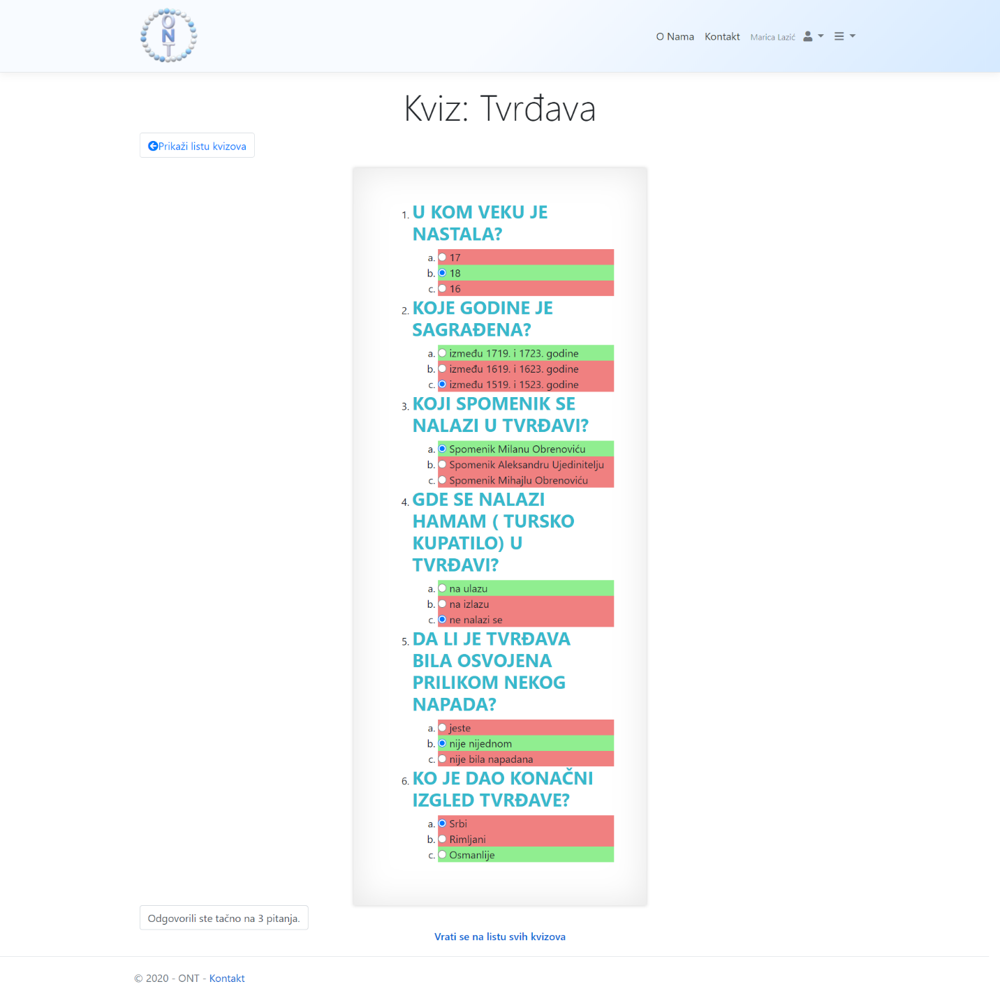 ONT
O Nama Kontakt Marica Lazić
Kviz: Tvrđava
Prikaži listu kvizova
1. U KOM VEKU JE
NASTALA?
a. 17
b. 18
c. 16
2. KOJE GODINE JE
SAGRAĐENA?
a. između 1719. i 1723. godine
b. između 1619. i 1623. godine
c. između 1519. i 1523. godine
3. KOJI SPOMENIK SE
NALAZI U TVRĐAVI?
a. Spomenik Milanu Obrenoviću
b. Spomenik Aleksandru Ujedinitelju
c. Spomenik Mihajlu Obrenoviću
4. GDE SE NALAZI
HAMAM ( TURSKO
KUPATILO) U
TVRĐAVI?
a. na ulazu
b. na izlazu
c. ne nalazi se
5. DA LI JE TVRĐAVA
BILA OSVOJENA
PRILIKOM NEKOG
NAPADA?
a. jeste
b. nije nijednom
c. nije bila napadana
6. KO JE DAO KONAČNI
IZGLED TVRĐAVE?
a. Srbi
b. Rimljani
c. Osmanlije
Odgovorili ste tačno na 3 pitanja.
Vrati se na listu svih kvizova
© 2020 - ONT - Kontakt